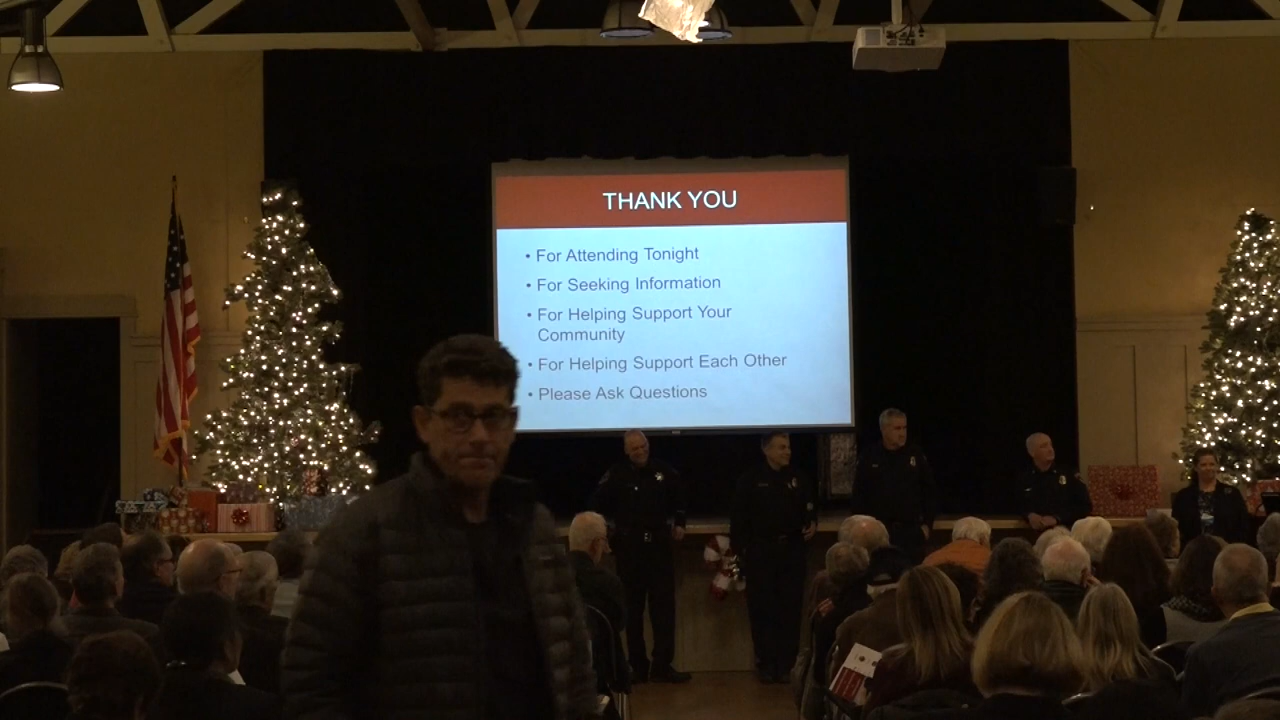 THANK YOU
• For Attending Tonight
• For Seeking Information
• For Helping Support Your
Community
• For Helping Support Each Other
• Please Ask Questions